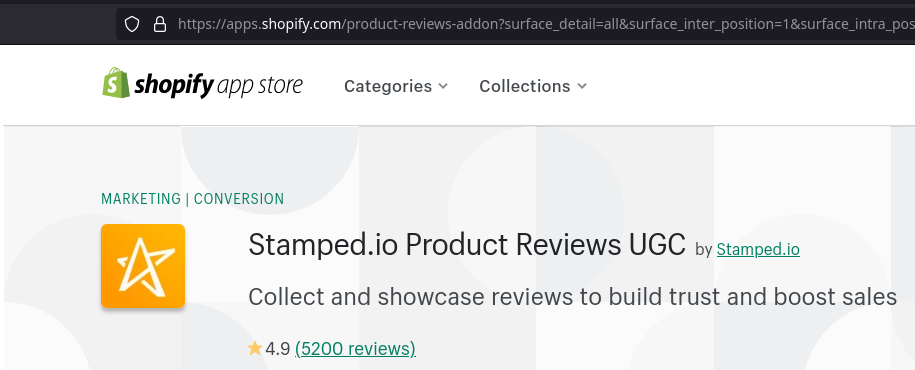 https://apps.shopify.com/product-reviews-addon?surface_detail=all&surface_inter_position=1&surface_intra_pos
shopify app store
Categories
Collections
MARKETING | CONVERSION
Stamped.io Product Reviews UGC by Stamped.io
Collect and showcase reviews to build trust and boost sales
4.9 (5200 reviews)